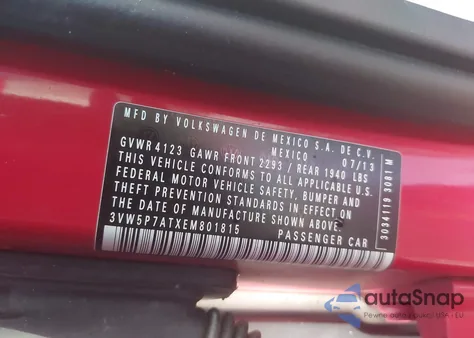 MFD BY VOLKSWAGEN DE MEXICO S.A. DE C.V.
MEXICO 07/13
GVWR 4123 GAWR FRONT 2293 / REAR 1940 LBS
THIS VEHICLE CONFORMS TO ALL APPLICABLE U.S.
FEDERAL MOTOR VEHICLE SAFETY, BUMPER AND
THEFT PREVENTION STANDARDS IN EFFECT ON
THE DATE OF MANUFACTURE SHOWN ABOVE.
3VW5P7ATXEM801815
PASSENGER CAR
3034119 3081 M
autoSnap